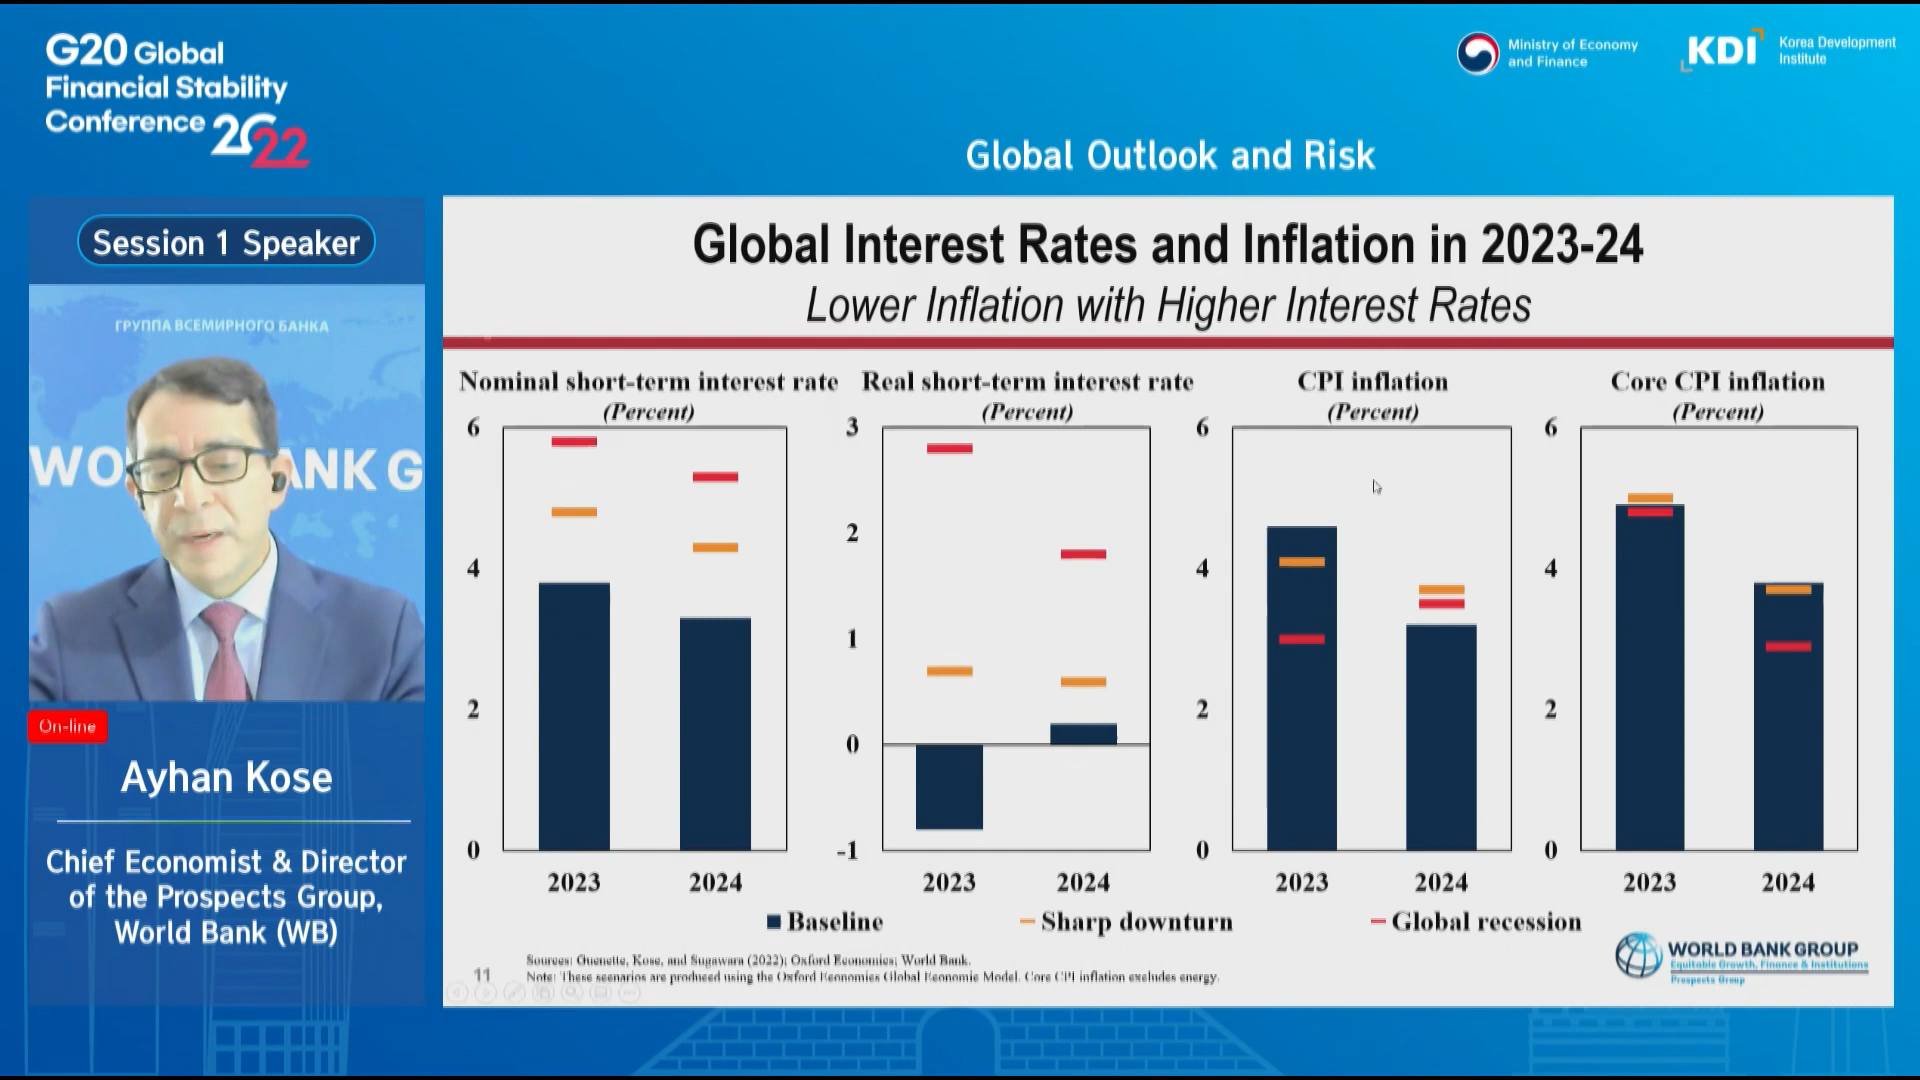 G20 Global
Financial Stability
Conference 2022
Ministry of Economy
and Finance
KDI
Korea Development
Institute
Global Outlook and Risk
Session 1 Speaker
ГРУППА ВСЕМИРНОГО БАНКА
WO
ANK G
On-line
Ayhan Kose
Chief Economist & Director
of the Prospects Group,
World Bank (WB)
Global Interest Rates and Inflation in 2023-24
Lower Inflation with Higher Interest Rates
Nominal short-term interest rate
(Percent)
6
4
2
0
2023
2024
Real short-term interest rate
(Percent)
3
2
1
0
-1
2023
2024
CPI inflation
(Percent)
6
4
2
0
2023
2024
Core CPI inflation
(Percent)
6
4
2
0
2023
2024
Baseline
Sharp downturn
Global recession
Sources: Guenette, Kose, and Sugawara (2022); Oxford Economics; World Bank.
Note: These scenarios are produced using the Oxford Economics Global Economic Model. Core CPI inflation excludes energy.
11
WORLD BANK GROUP
Equitable Growth, Finance & Institutions
Prospects Group